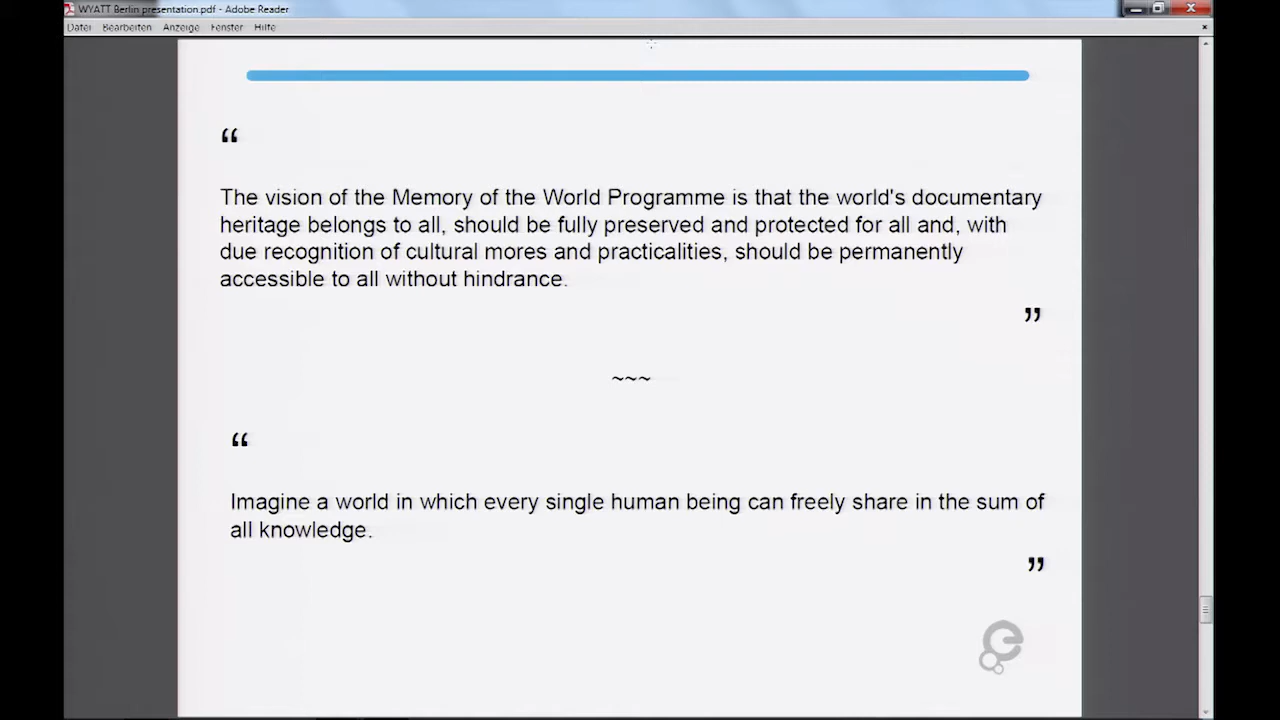 WYATT Berlin presentation.pdf - Adobe Reader
Datei Bearbeiten Anzeige Fenster Hilfe
“
The vision of the Memory of the World Programme is that the world's documentary
heritage belongs to all, should be fully preserved and protected for all and, with
due recognition of cultural mores and practicalities, should be permanently
accessible to all without hindrance.
”
~~~
“
Imagine a world in which every single human being can freely share in the sum of
all knowledge.
”